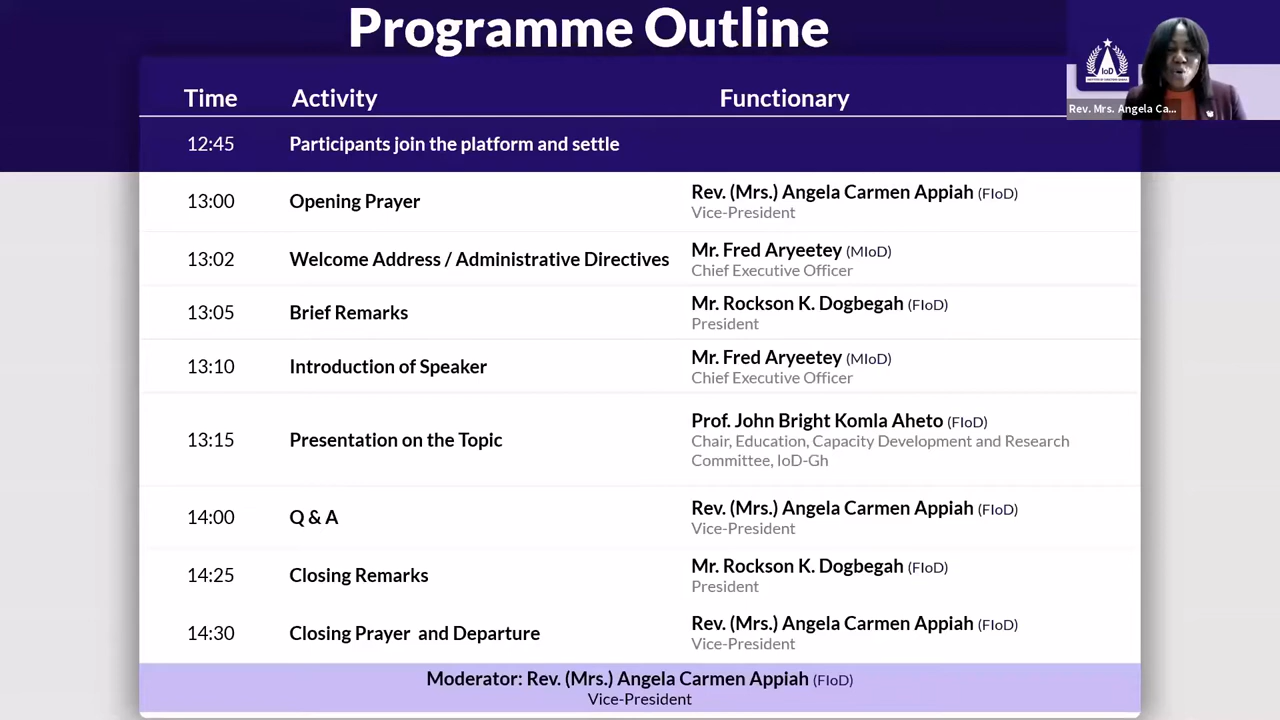 Programme Outline
Time Activity Functionary
IoD
Rev. Mrs. Angela Ca...
12:45 Participants join the platform and settle
13:00 Opening Prayer Rev. (Mrs.) Angela Carmen Appiah (FIoD)
Vice-President
13:02 Welcome Address / Administrative Directives Mr. Fred Aryeetey (MIoD)
Chief Executive Officer
13:05 Brief Remarks Mr. Rockson K. Dogbegah (FIoD)
President
13:10 Introduction of Speaker Mr. Fred Aryeetey (MIoD)
Chief Executive Officer
13:15 Presentation on the Topic Prof. John Bright Komla Aheto (FIoD)
Chair, Education, Capacity Development and Research
Committee, IoD-Gh
14:00 Q & A Rev. (Mrs.) Angela Carmen Appiah (FIoD)
Vice-President
14:25 Closing Remarks Mr. Rockson K. Dogbegah (FIoD)
President
14:30 Closing Prayer and Departure Rev. (Mrs.) Angela Carmen Appiah (FIoD)
Vice-President
Moderator: Rev. (Mrs.) Angela Carmen Appiah (FIoD)
Vice-President